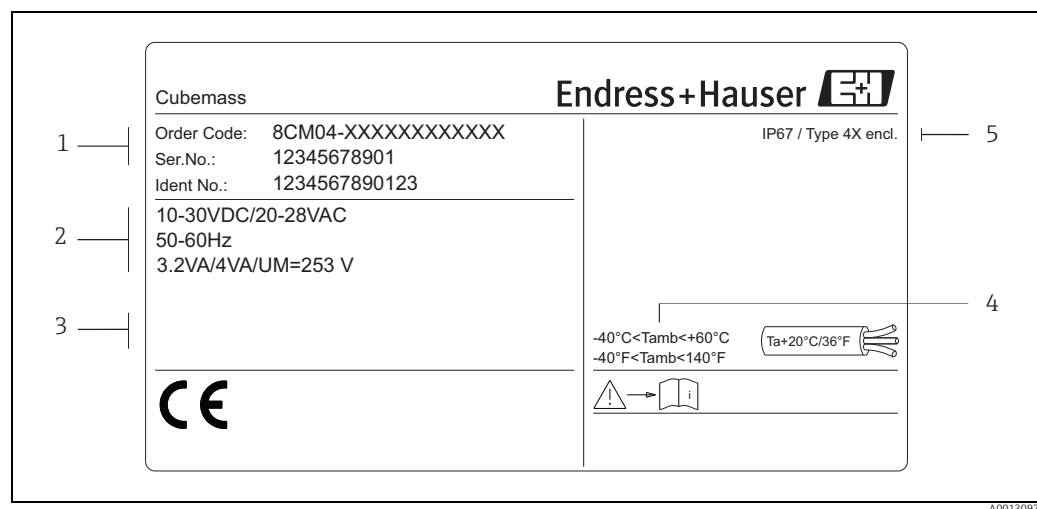 Cubemass
Endress+Hauser
Order Code: 8CM04-XXXXXXXXXXXX
Ser.No.: 12345678901
Ident No.: 1234567890123
1
IP67 / Type 4X encl.
5
10-30VDC/20-28VAC
50-60Hz
3.2VA/4VA/UM=253 V
2
3
4
-40°C<Tamb<+60°C
-40°F<Tamb<140°F
Ta+20°C/36°F
CE
i
A0013092